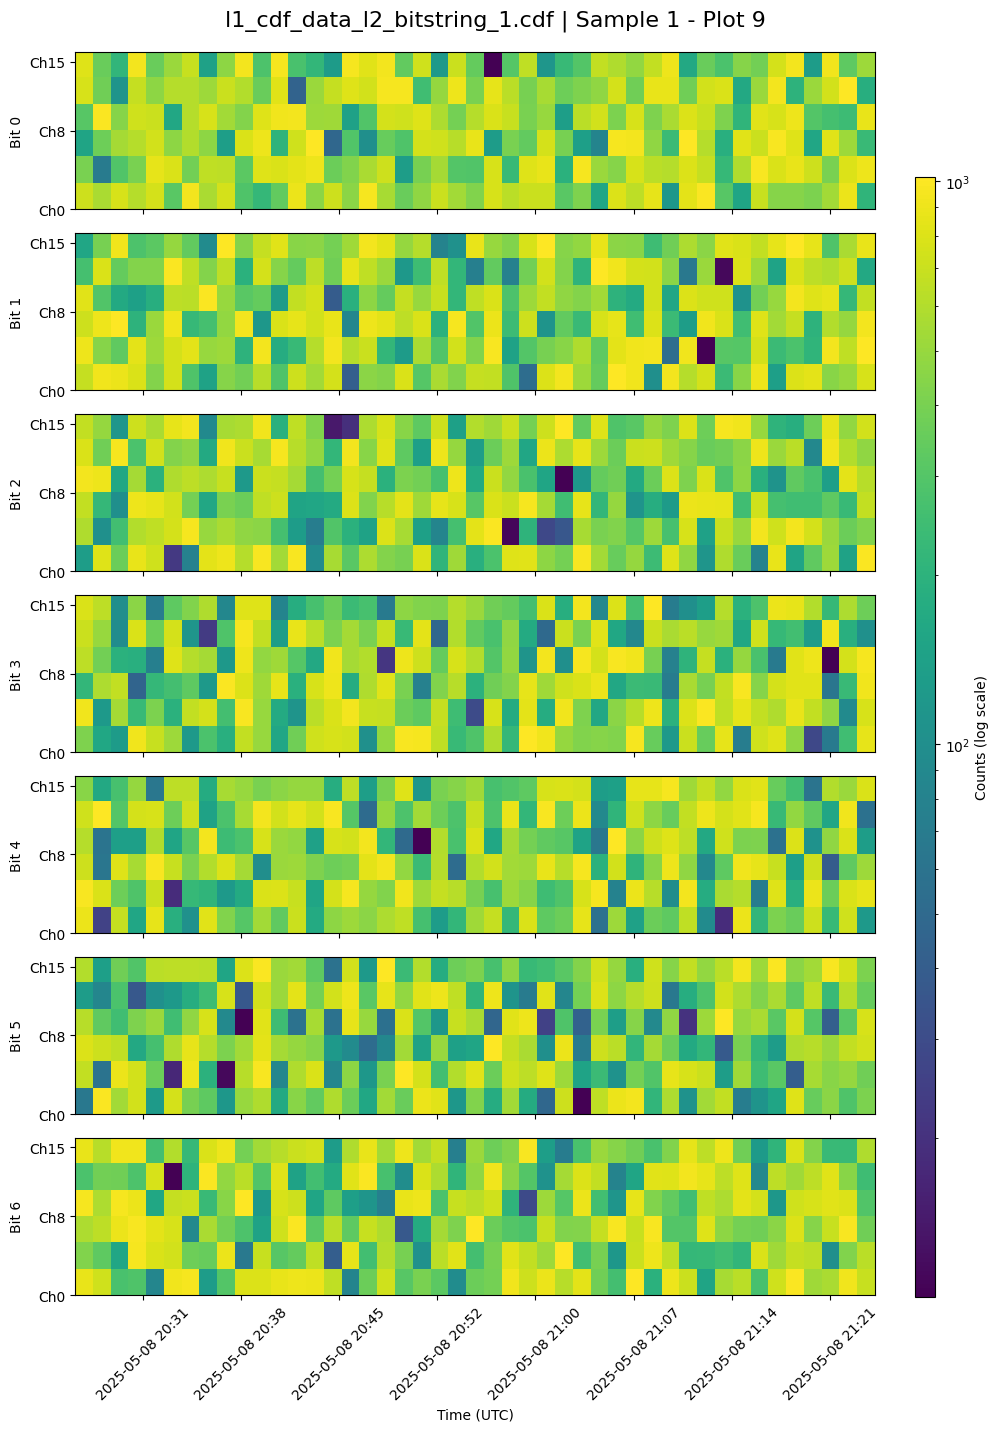 l1_cdf_data_l2_bitstring_1.cdf | Sample 1 - Plot 9
Ch15
Ch8
Ch0
Bit 0
Ch15
Ch8
Ch0
Bit 1
Ch15
Ch8
Ch0
Bit 2
Ch15
Ch8
Ch0
Bit 3
Ch15
Ch8
Ch0
Bit 4
Ch15
Ch8
Ch0
Bit 5
Ch15
Ch8
Ch0
Bit 6
2025-05-08 20:31
2025-05-08 20:38
2025-05-08 20:45
2025-05-08 20:52
2025-05-08 21:00
2025-05-08 21:07
2025-05-08 21:14
2025-05-08 21:21
Time (UTC)
10³
10²
Counts (log scale)